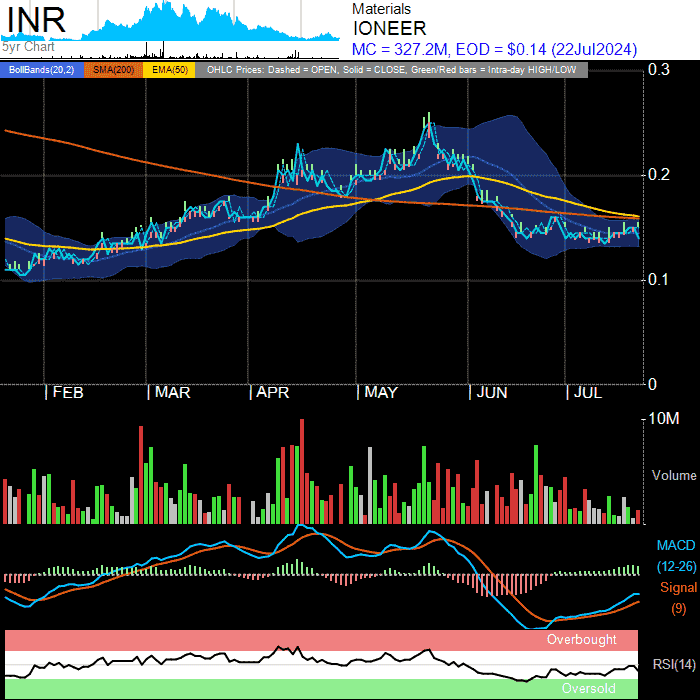 INR
5yr Chart
Materials
IONEER
MC = 327.2M, EOD = $0.14 (22Jul2024)
BollBands(20,2) SMA(200) EMA(50) OHLC Prices: Dashed = OPEN, Solid = CLOSE, Green/Red bars = Intra-day HIGH/LOW
0.3
0.2
0.1
0
FEB MAR APR MAY JUN JUL
10M
Volume
MACD
(12-26)
Signal
(9)
Overbought
RSI(14)
Oversold